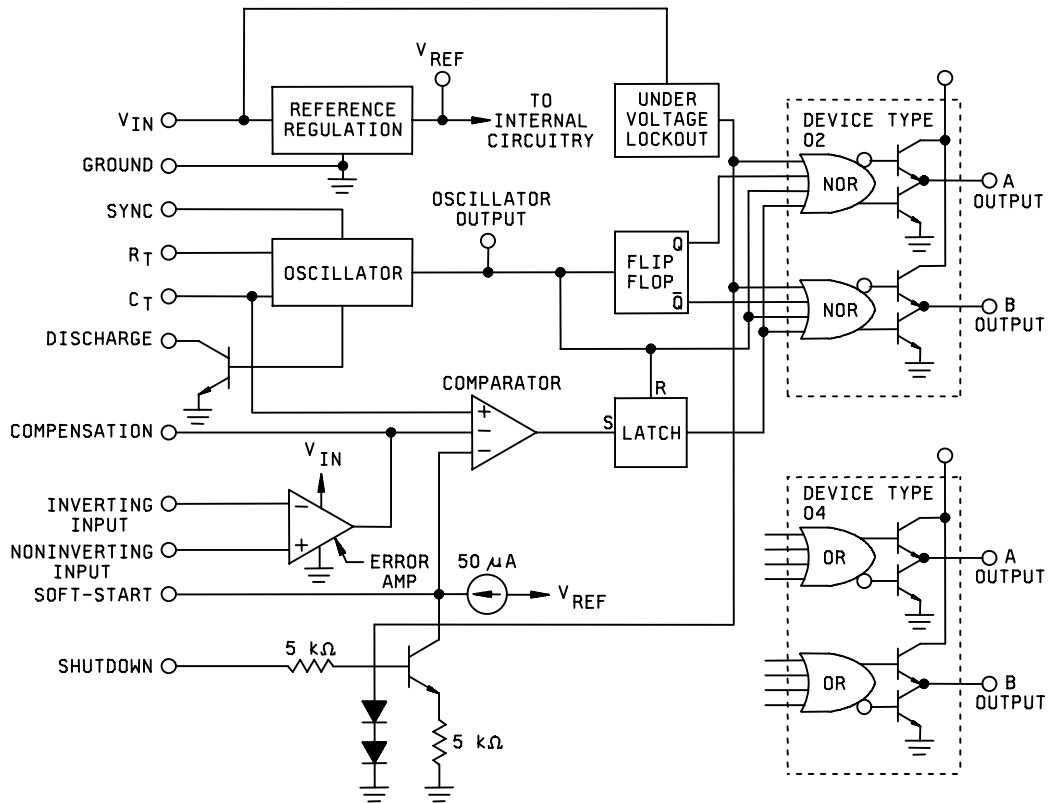 V REF
V IN
REFERENCE
REGULATION
TO
INTERNAL
CIRCUITRY
UNDER
VOLTAGE
LOCKOUT
DEVICE TYPE
02
GROUND
NOR
A
OUTPUT
SYNC
OSCILLATOR
OUTPUT
R T
OSCILLATOR
FLIP
FLOP
Q
Q̅
C T
NOR
B
OUTPUT
DISCHARGE
COMPARATOR
R
+
−
−
S
LATCH
COMPENSATION
V IN
INVERTING
INPUT
−
+
NONINVERTING
INPUT
ERROR
AMP
DEVICE TYPE
04
OR
A
OUTPUT
SOFT-START
50 µA
V REF
5 kΩ
SHUTDOWN
OR
B
OUTPUT
5 kΩ